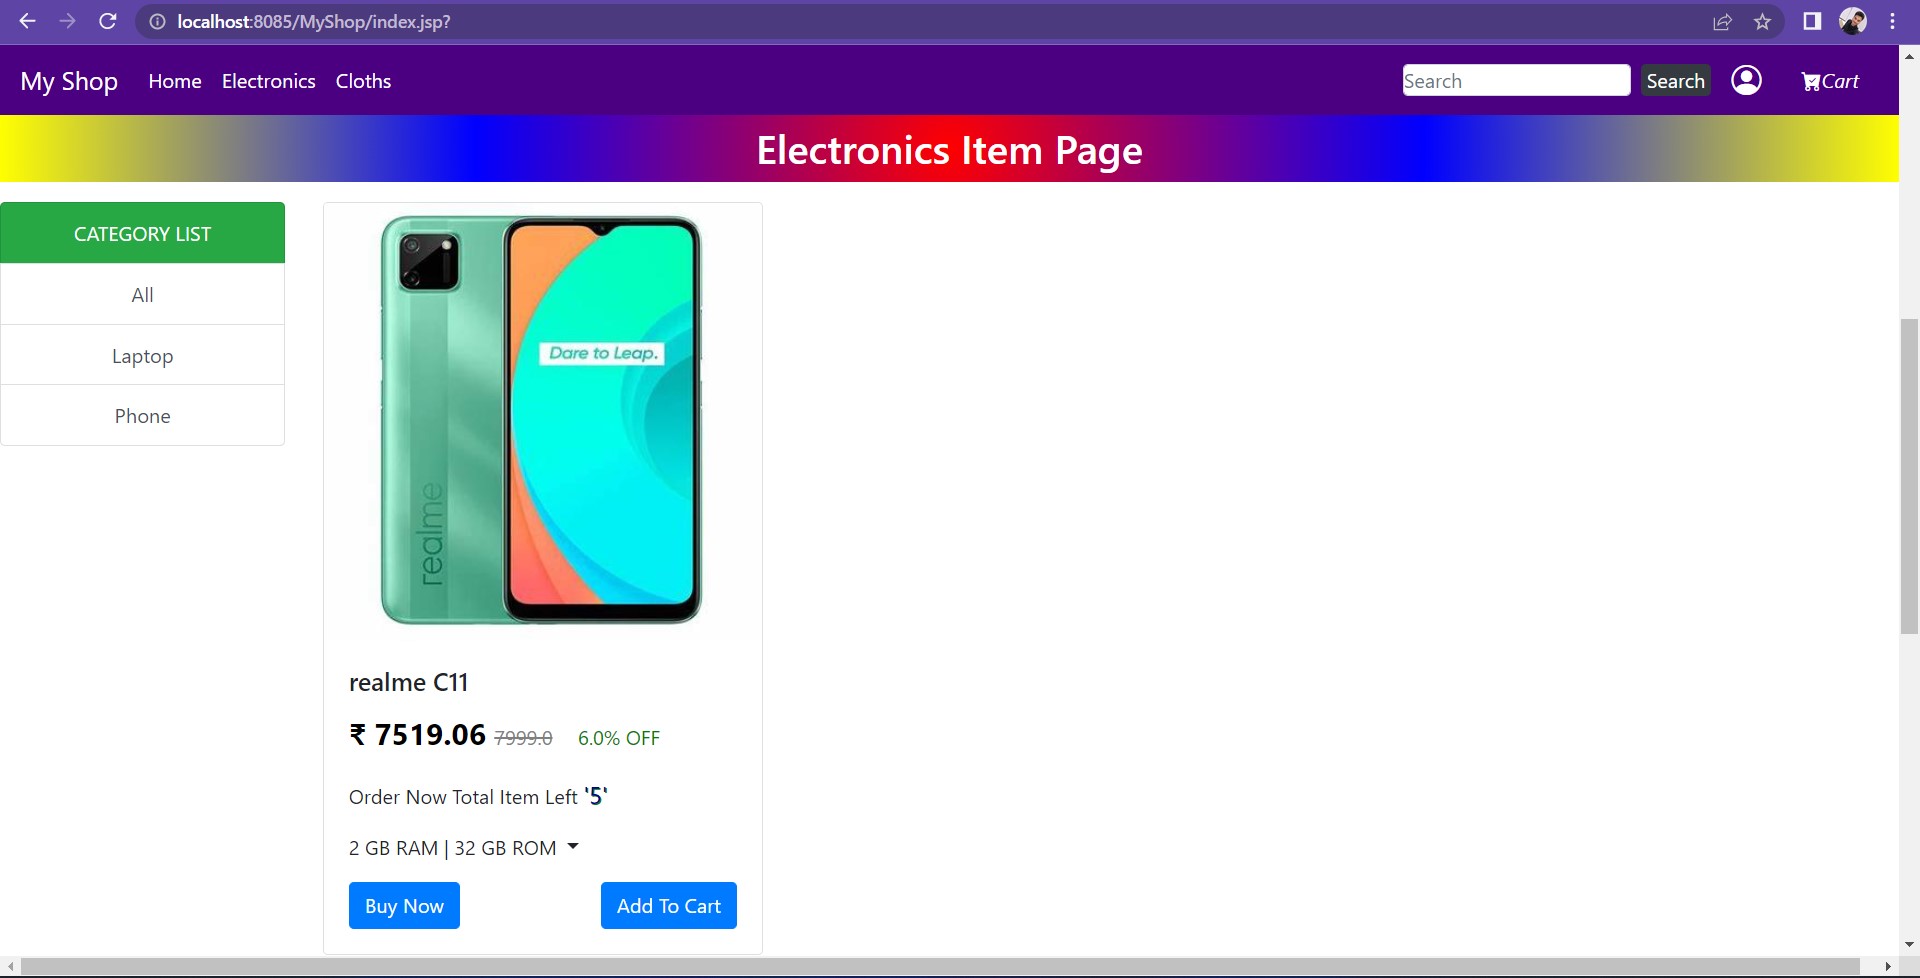 localhost:8085/MyShop/index.jsp?
My Shop Home Electronics Cloths Search Search Cart
Electronics Item Page
CATEGORY LIST
All
Laptop
Phone
Dare to Leap.
realme
realme C11
₹ 7519.06 7999.0 6.0% OFF
Order Now Total Item Left '5'
2 GB RAM | 32 GB ROM
Buy Now Add To Cart